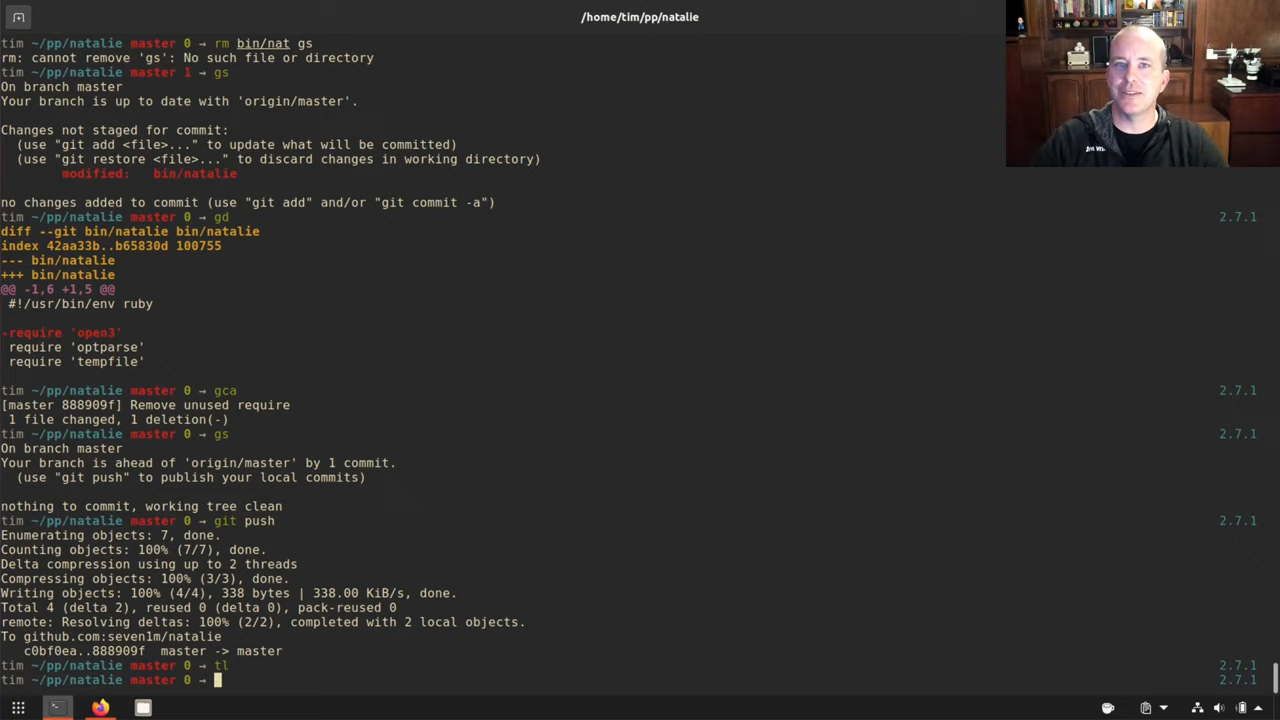 /home/tim/pp/natalie
tim ~/pp/natalie master 0 → rm bin/nat gs
rm: cannot remove 'gs': No such file or directory
tim ~/pp/natalie master 1 → gs
On branch master
Your branch is up to date with 'origin/master'.
Changes not staged for commit:
(use "git add <file>..." to update what will be committed)
(use "git restore <file>..." to discard changes in working directory)
modified:   bin/natalie
no changes added to commit (use "git add" and/or "git commit -a")
tim ~/pp/natalie master 0 → gd 2.7.1
diff --git bin/natalie bin/natalie
index 42aa33b..b65830d 100755
--- bin/natalie
+++ bin/natalie
@@ -1,6 +1,5 @@
#!/usr/bin/env ruby
-require 'open3'
require 'optparse'
require 'tempfile'
tim ~/pp/natalie master 0 → gca 2.7.1
[master 888909f] Remove unused require
1 file changed, 1 deletion(-)
tim ~/pp/natalie master 0 → gs 2.7.1
On branch master
Your branch is ahead of 'origin/master' by 1 commit.
(use "git push" to publish your local commits)
nothing to commit, working tree clean
tim ~/pp/natalie master 0 → git push 2.7.1
Enumerating objects: 7, done.
Counting objects: 100% (7/7), done.
Delta compression using up to 2 threads
Compressing objects: 100% (3/3), done.
Writing objects: 100% (4/4), 338 bytes | 338.00 KiB/s, done.
Total 4 (delta 2), reused 0 (delta 0), pack-reused 0
remote: Resolving deltas: 100% (2/2), completed with 2 local objects.
To github.com:seven1m/natalie
c0bf0ea..888909f  master -> master
tim ~/pp/natalie master 0 → tl 2.7.1
tim ~/pp/natalie master 0 → 2.7.1